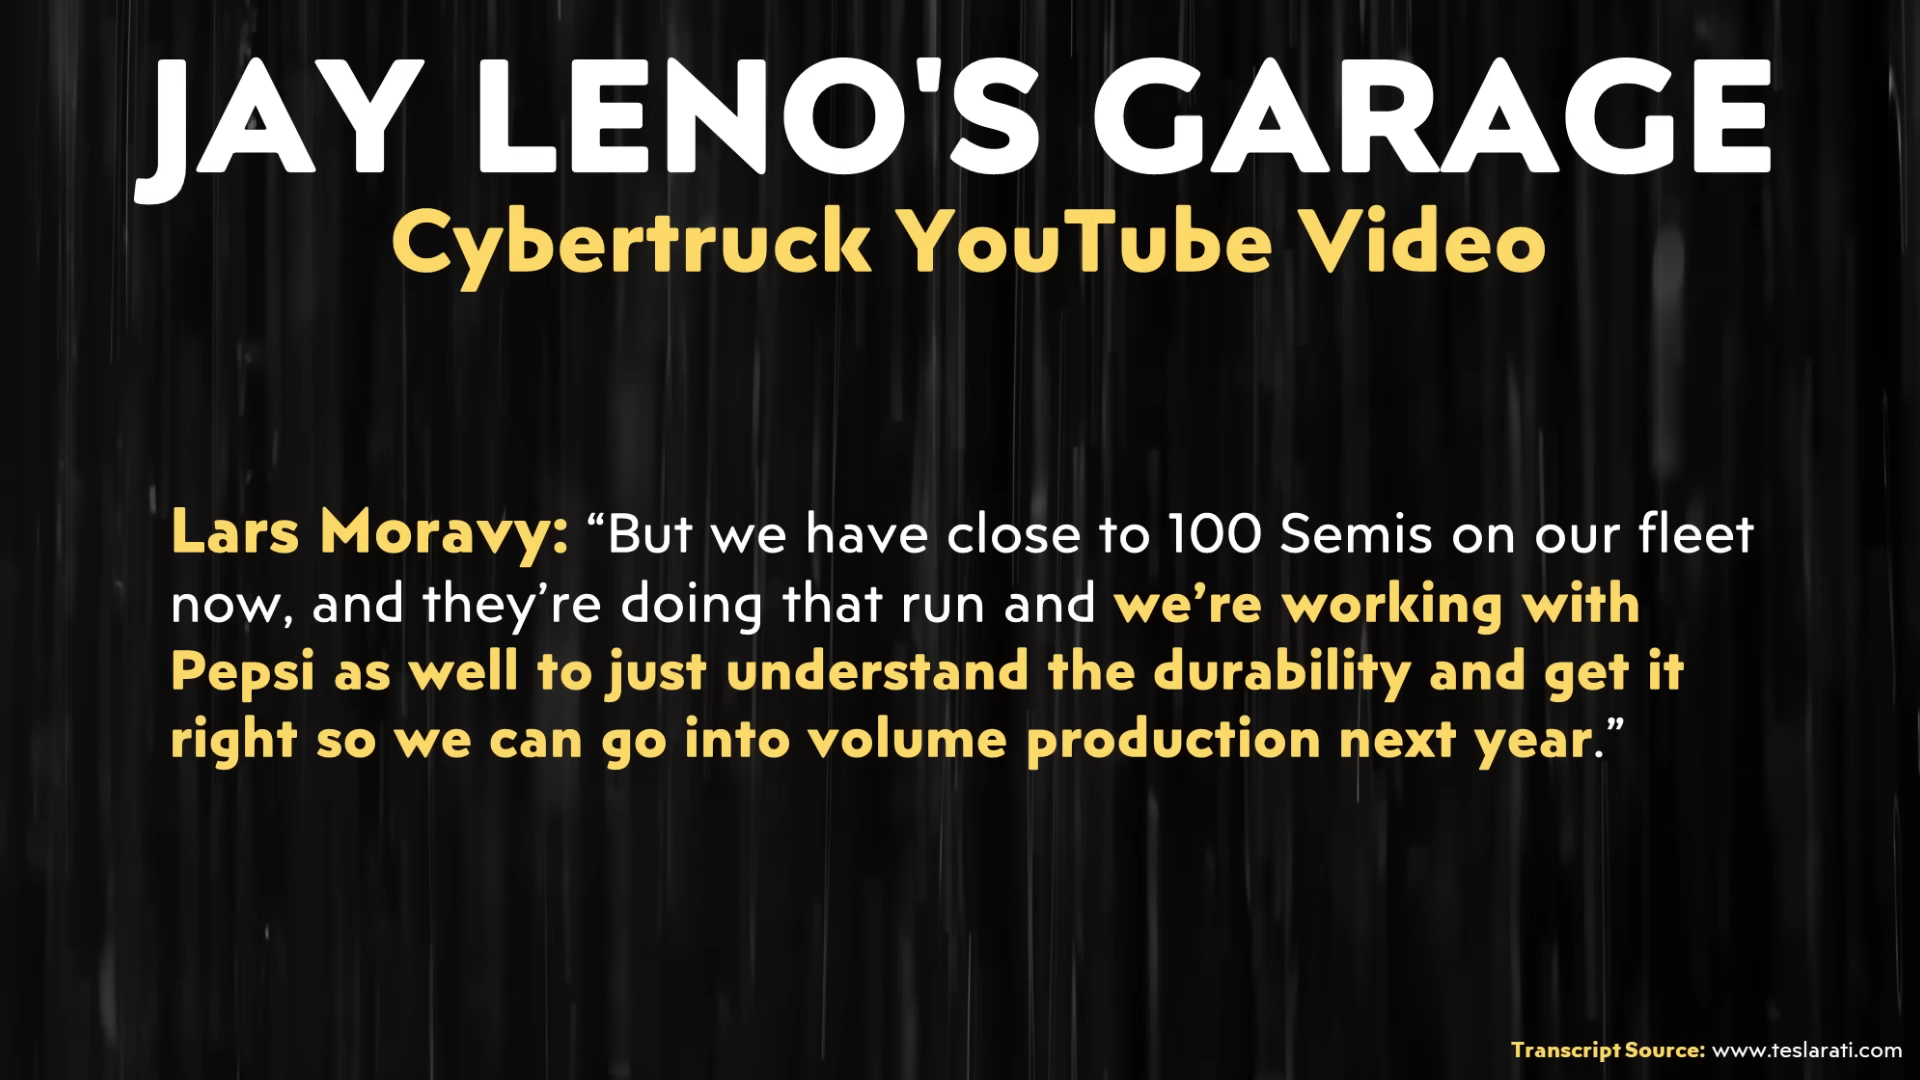 JAY LENO'S GARAGE
Cybertruck YouTube Video
Lars Moravy: “But we have close to 100 Semis on our fleet
now, and they’re doing that run and we’re working with
Pepsi as well to just understand the durability and get it
right so we can go into volume production next year.”
Transcript Source: www.teslarati.com